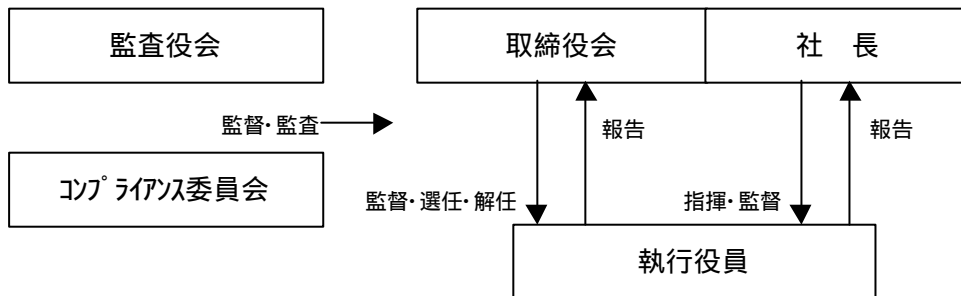 監査役会
取締役会
社 長
監督・監査
報告
報告
コンプライアンス委員会
監督・選任・解任
指揮・監督
執行役員